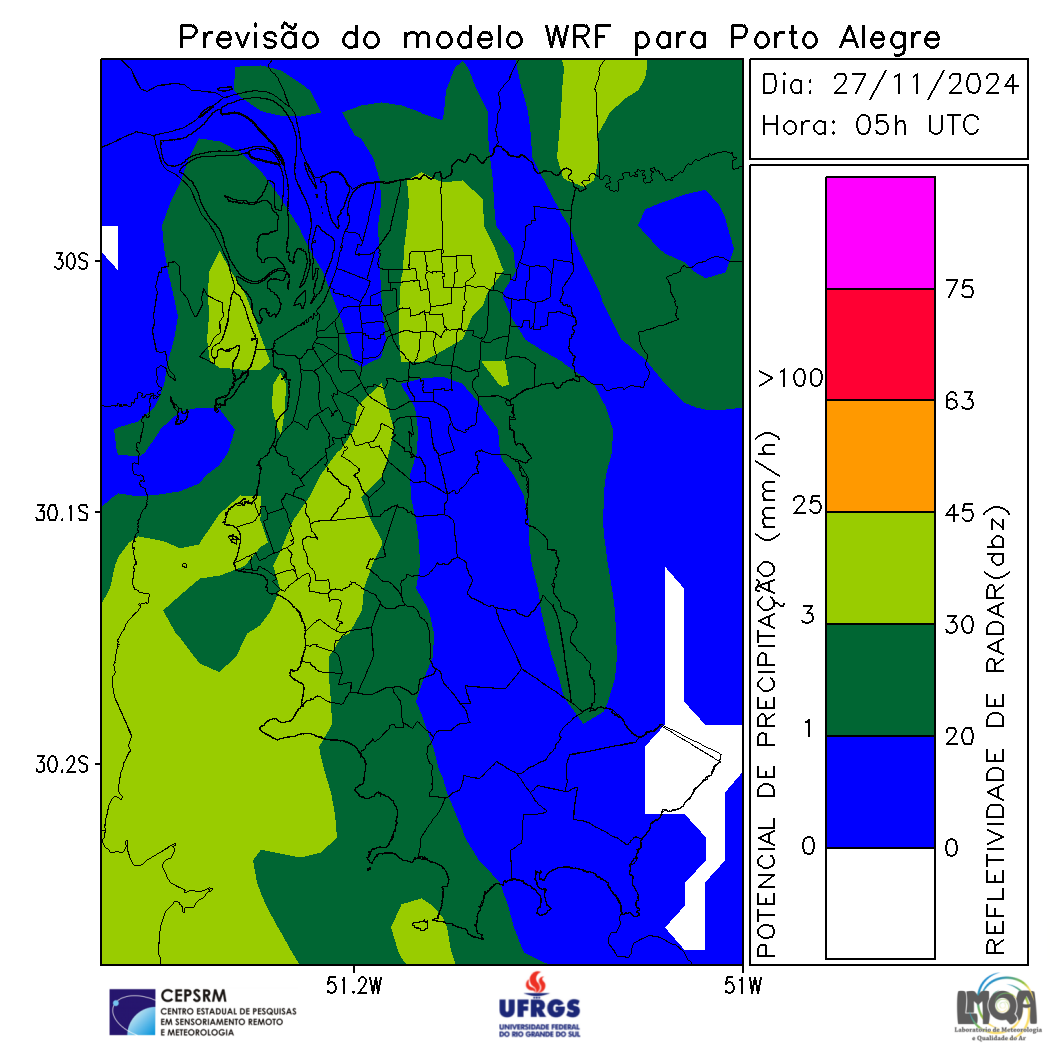 Previsão do modelo WRF para Porto Alegre
Dia: 27/11/2024
Hora: 05h UTC
30S
30.1S
30.2S
51.2W
51W
POTENCIAL DE PRECIPITAÇÃO (mm/h)
>100
25
3
1
0
75
63
45
30
20
0
REFLETIVIDADE DE RADAR(dbz)
CEPSRM
CENTRO ESTADUAL DE PESQUISAS
EM SENSORIAMENTO REMOTO
E METEOROLOGIA
UFRGS
UNIVERSIDADE FEDERAL
DO RIO GRANDE DO SUL
LMQA
Laboratório de Meteorologia
e Qualidade do Ar